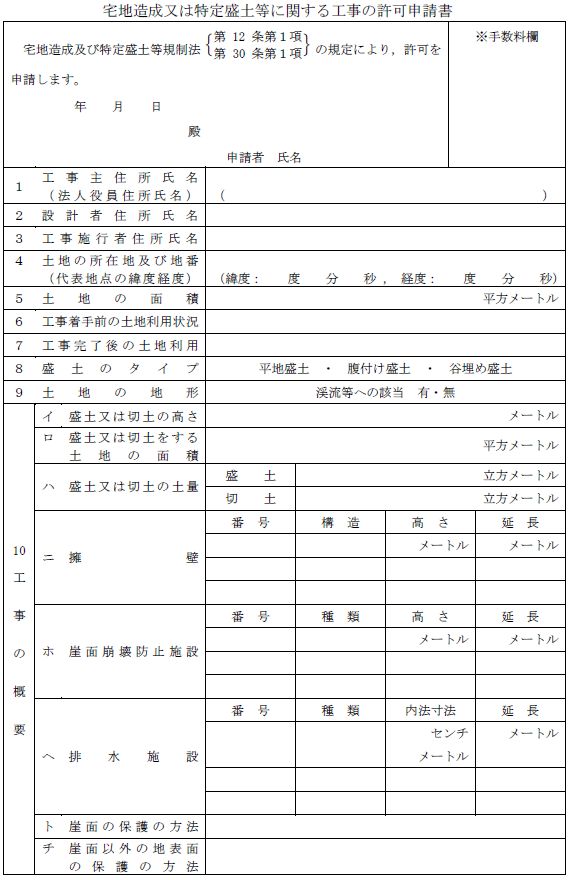 宅地造成又は特定盛土等に関する工事の許可申請書
宅地造成及び特定盛土等規制法{第 12 条第1項 第 30 条第1項}の規定により，許可を
申請します。
年　月　日
殿
申請者　氏名
※手数料欄
1 工事主住所氏名
（法人役員住所氏名） （　　　）
2 設計者住所氏名
3 工事施行者住所氏名
4 土地の所在地及び地番
（代表地点の緯度経度） （緯度：　度　分　秒，経度：　度　分　秒）
5 土地の面積 平方メートル
6 工事着手前の土地利用状況
7 工事完了後の土地利用
8 盛土のタイプ 平地盛土 ・ 腹付け盛土 ・ 谷埋め盛土
9 土地の地形 渓流等への該当　有・無
10 工事の概要
イ 盛土又は切土の高さ メートル
ロ 盛土又は切土をする
土地の面積 平方メートル
ハ 盛土又は切土の土量
盛土 立方メートル
切土 立方メートル
ニ 擁壁
番号 構造 高さ 延長
メートル メートル
ホ 崖面崩壊防止施設
番号 種類 高さ 延長
メートル メートル
ヘ 排水施設
番号 種類 内法寸法 延長
センチ メートル
メートル
ト 崖面の保護の方法
チ 崖面以外の地表面
の保護の方法